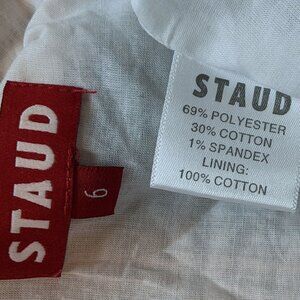 STAUD
6
STAUD
69% POLYESTER
30% COTTON
1% SPANDEX
LINING:
100% COTTON